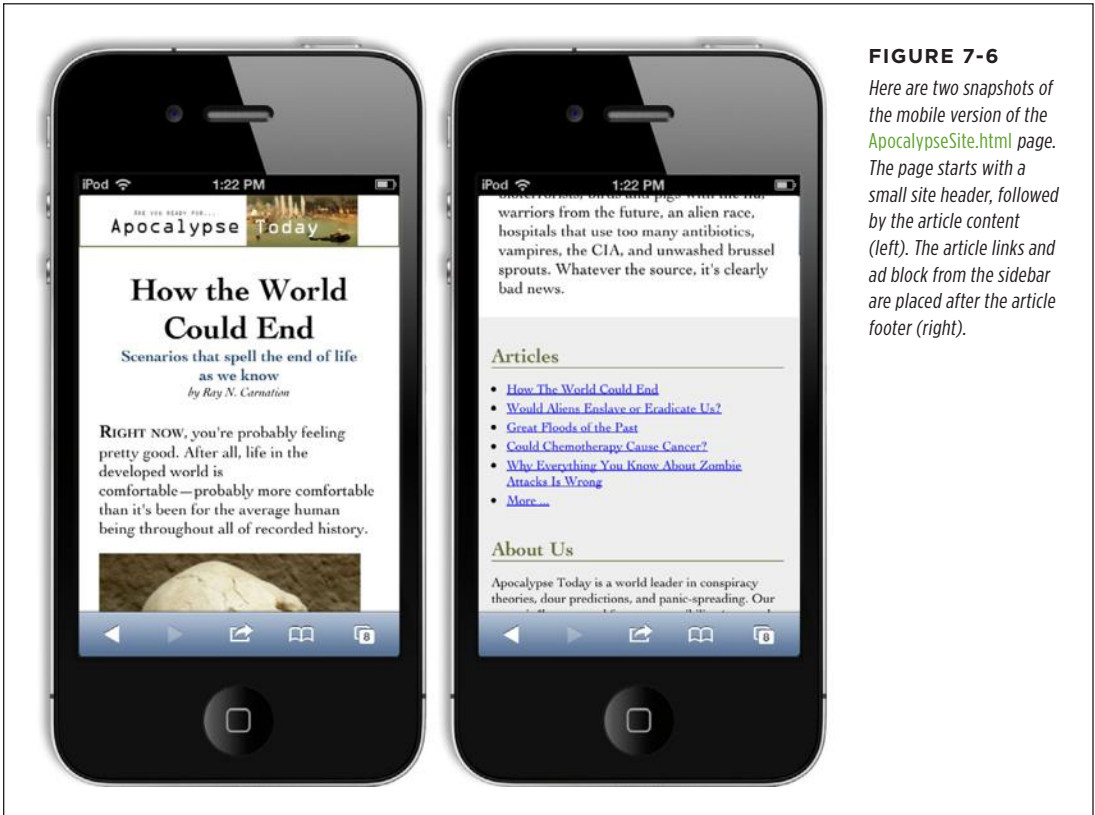 iPod
1:22 PM
ARE YOU READY FOR...
Apocalypse Today
How the World
Could End
Scenarios that spell the end of life
as we know
by Ray N. Carnation
RIGHT NOW, you're probably feeling
pretty good. After all, life in the
developed world is
comfortable—probably more comfortable
than it's been for the average human
being throughout all of recorded history.
8
iPod
1:22 PM
warriors from the future, an alien race,
hospitals that use too many antibiotics,
vampires, the CIA, and unwashed brussel
sprouts. Whatever the source, it's clearly
bad news.
Articles
• How The World Could End
• Would Aliens Enslave or Eradicate Us?
• Great Floods of the Past
• Could Chemotherapy Cause Cancer?
• Why Everything You Know About Zombie
Attacks Is Wrong
• More ...
About Us
Apocalypse Today is a world leader in conspiracy
theories, dour predictions, and panic-spreading. Our
8
FIGURE 7-6
Here are two snapshots of
the mobile version of the
ApocalypseSite.html page.
The page starts with a
small site header, followed
by the article content
(left). The article links and
ad block from the sidebar
are placed after the article
footer (right).